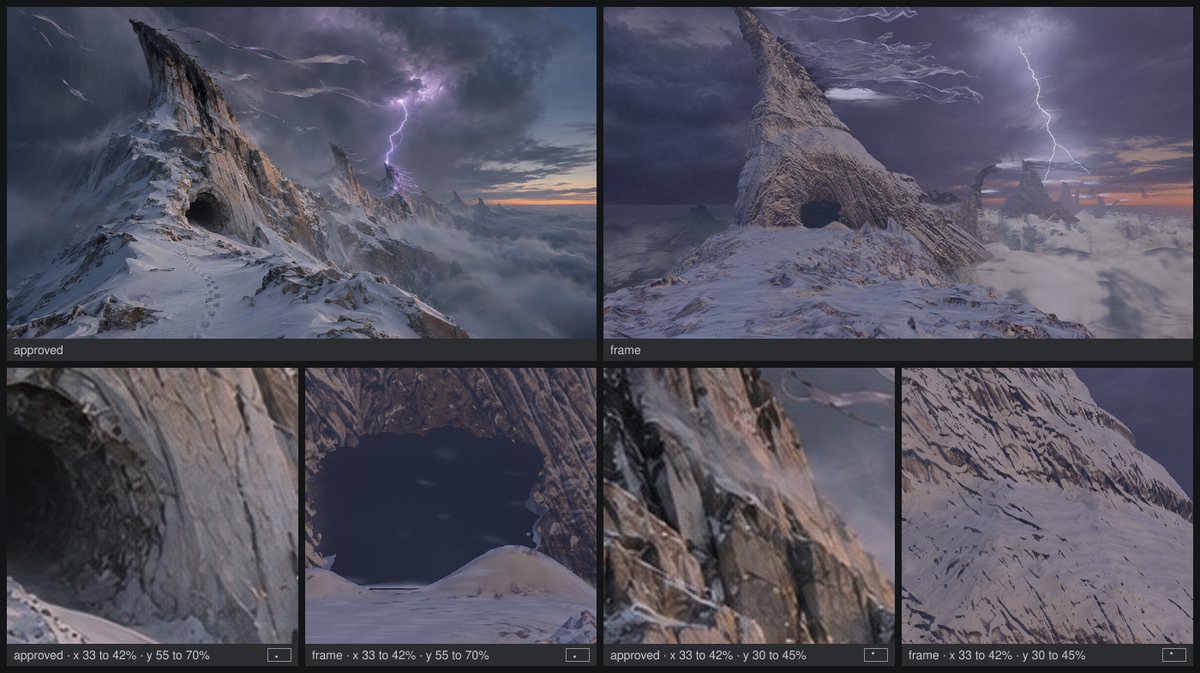 approved
frame
approved · x 33 to 42% · y 55 to 70%
frame · x 33 to 42% · y 55 to 70%
approved · x 33 to 42% · y 30 to 45%
frame · x 33 to 42% · y 30 to 45%